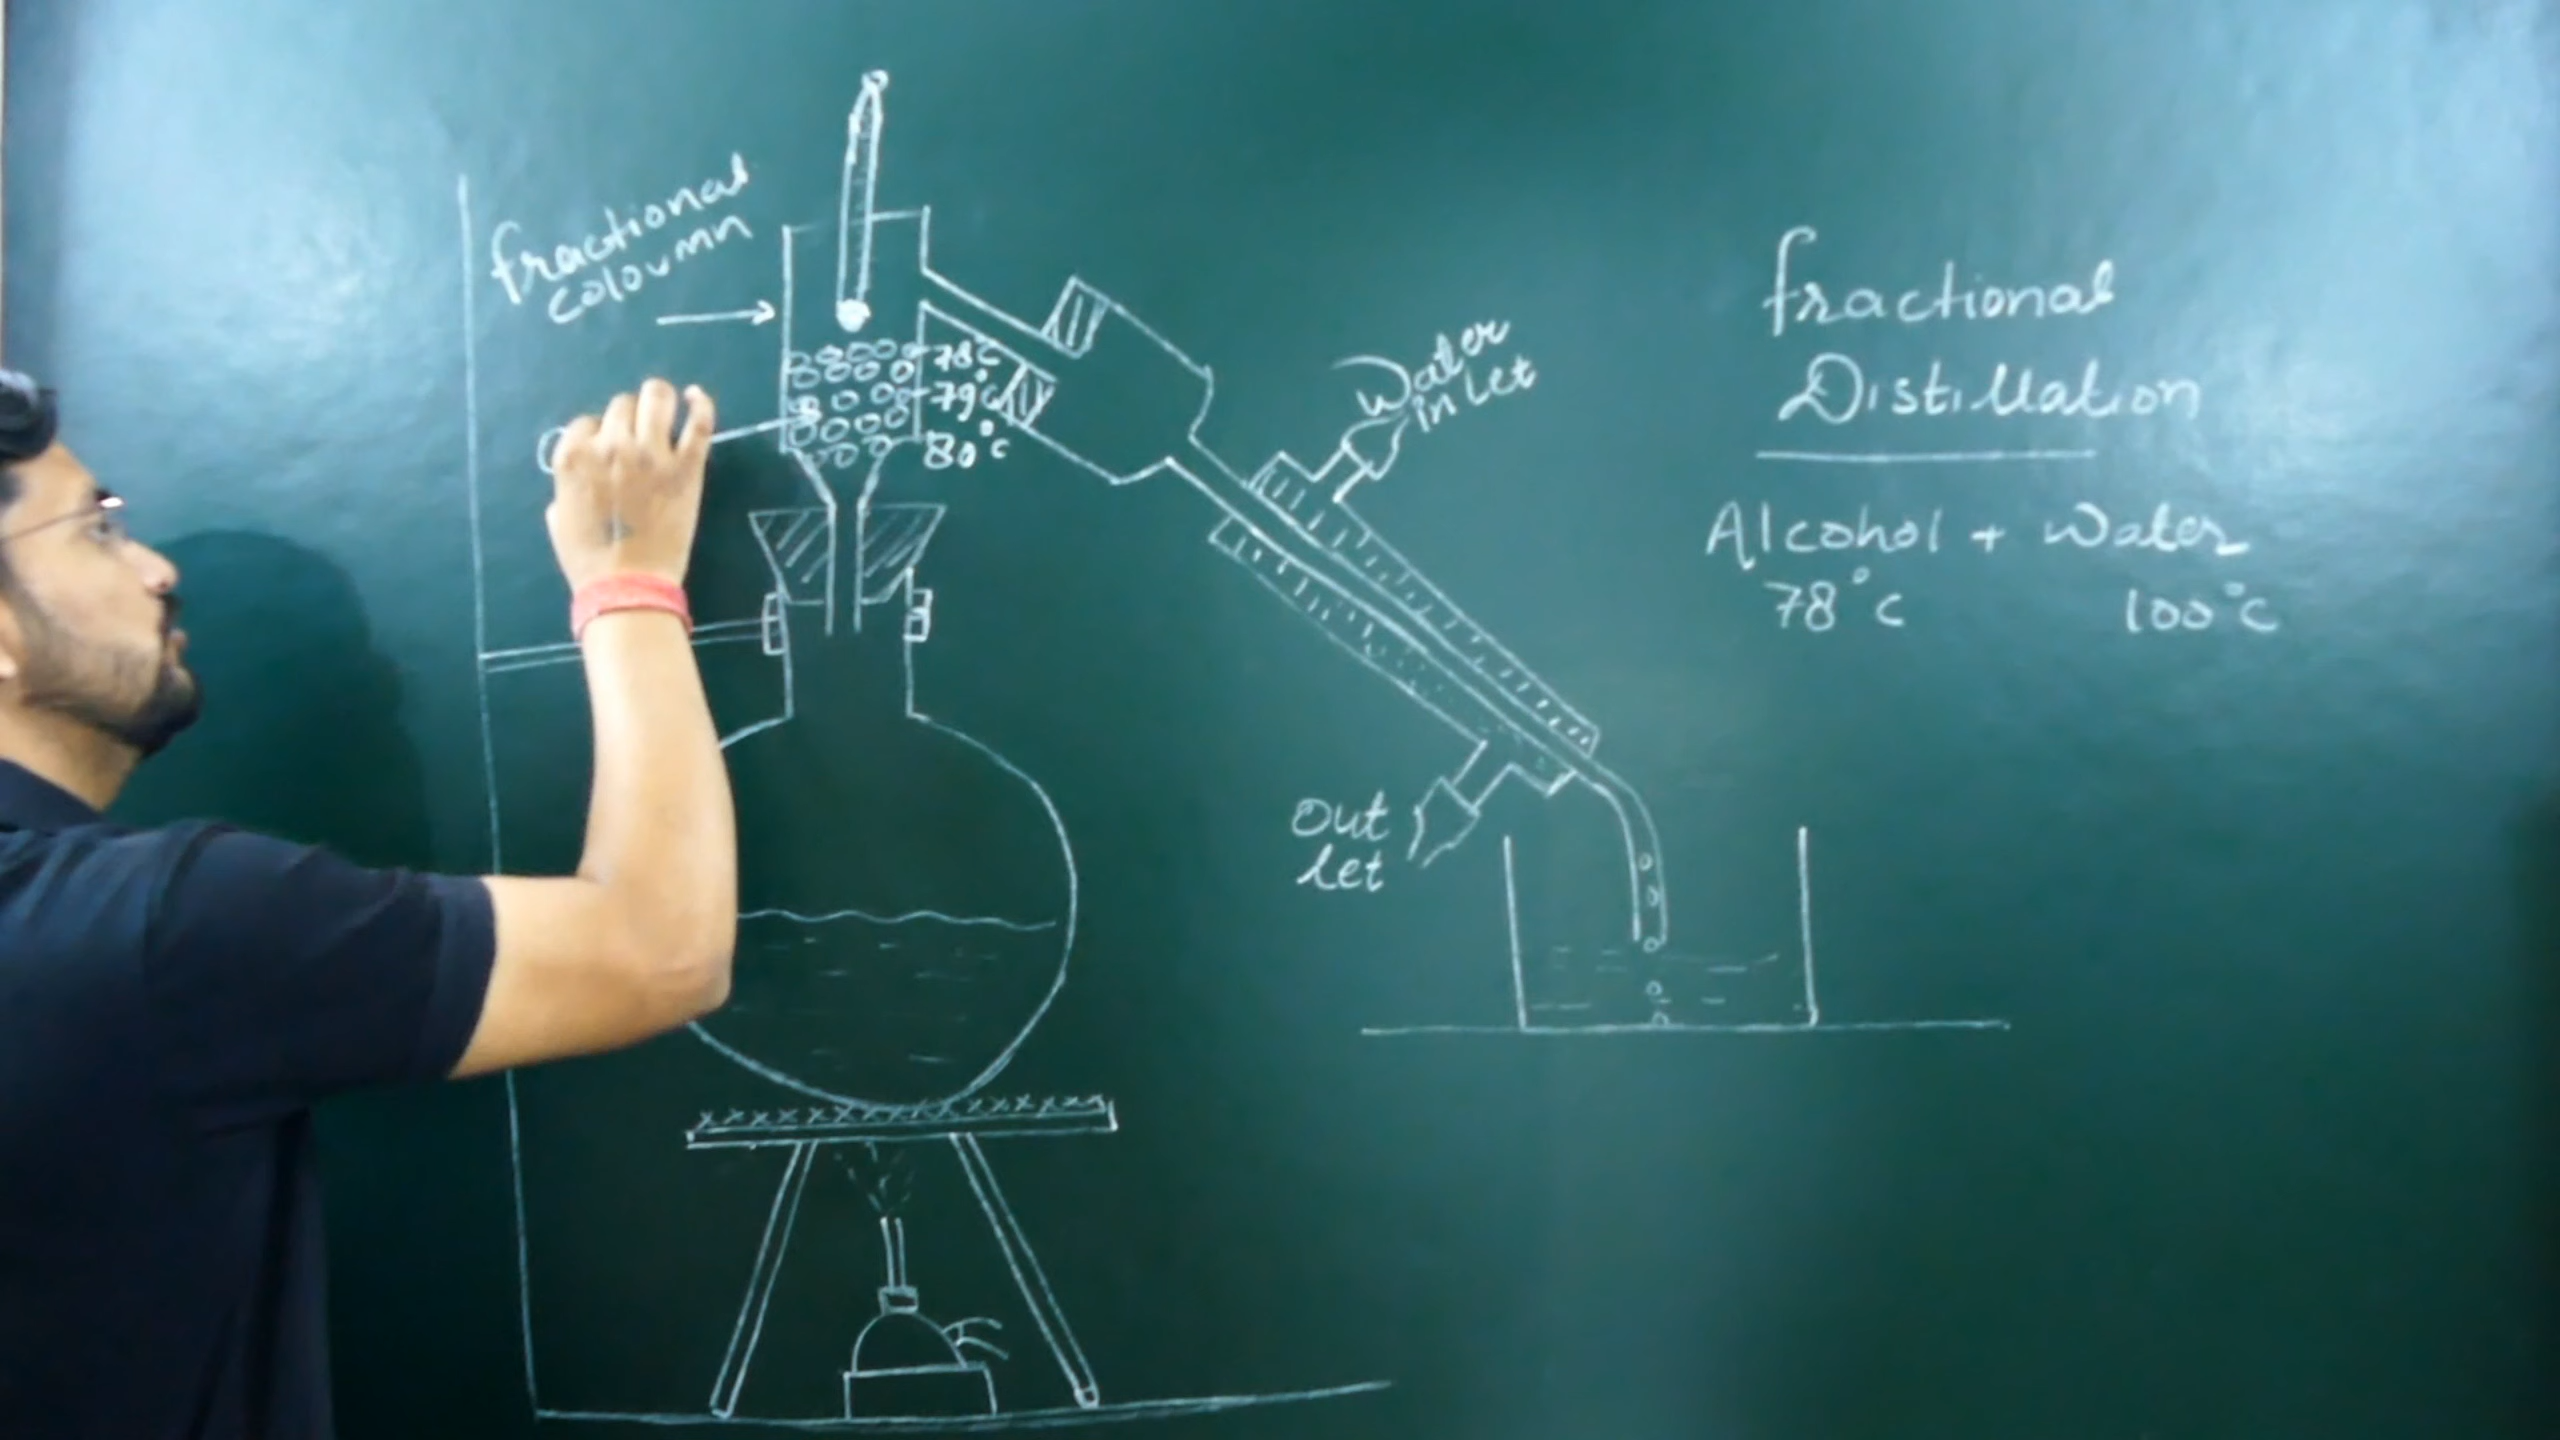 fractional
coloumn
78°c
79°c
80°c
Water
inlet
Out
let
fractional
Distillation
Alcohol + Water
78°c 100°c